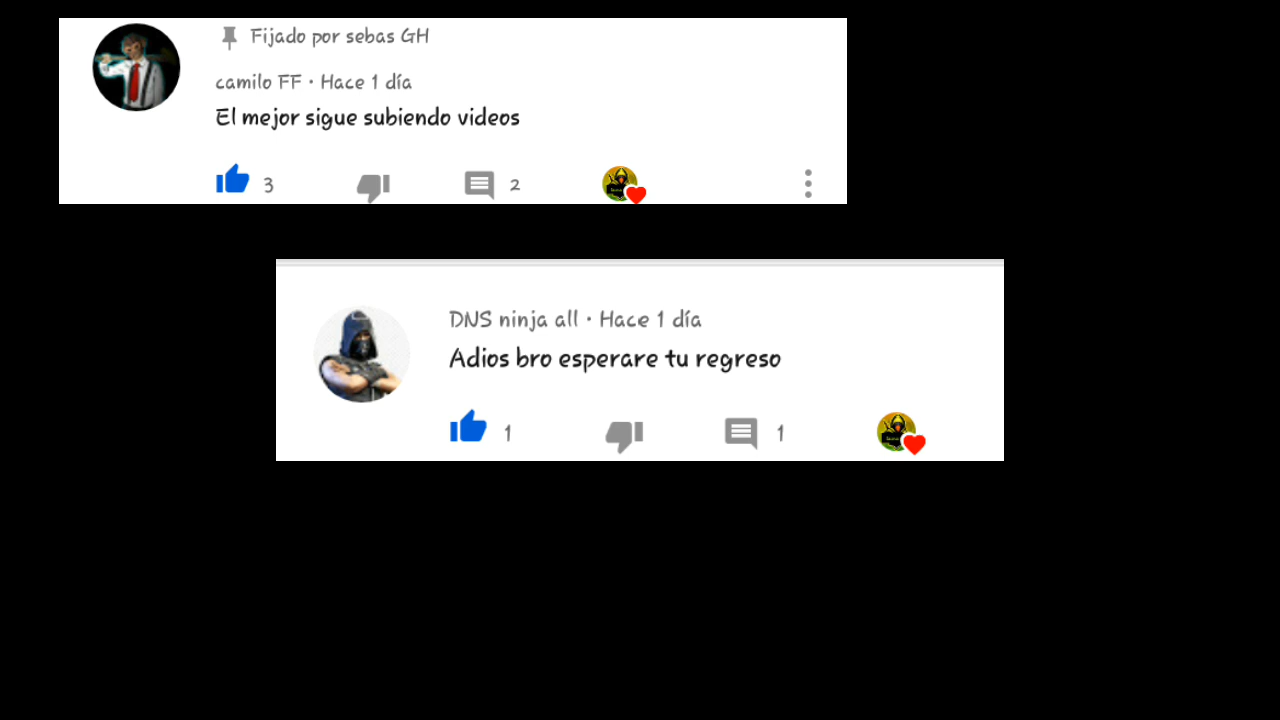 Fijado por sebas GH
camilo FF · Hace 1 día
El mejor sigue subiendo videos
3 2
DNS ninja all · Hace 1 día
Adios bro esperare tu regreso
1 1